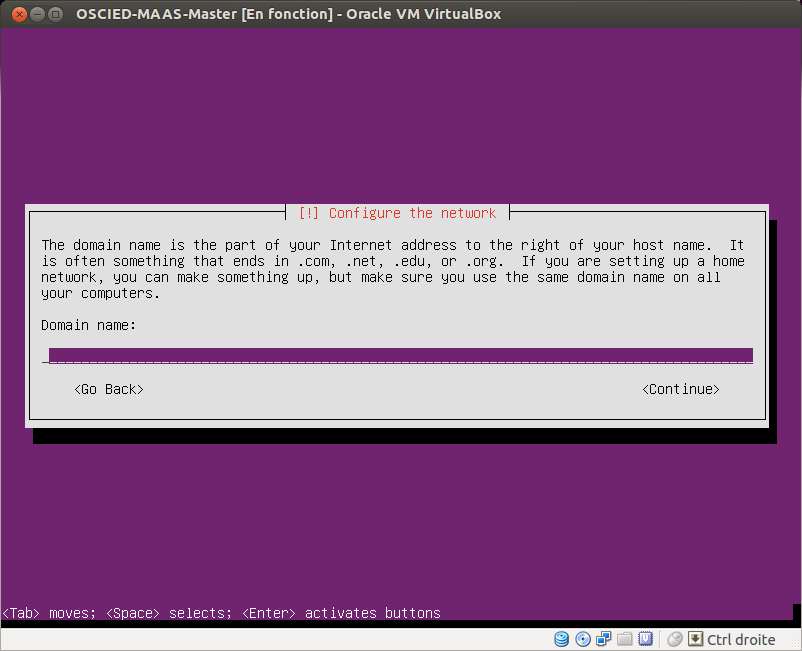 OSCIED-MAAS-Master [En fonction] - Oracle VM VirtualBox
[!] Configure the network
The domain name is the part of your Internet address to the right of your host name.  It
is often something that ends in .com, .net, .edu, or .org.  If you are setting up a home
network, you can make something up, but make sure you use the same domain name on all
your computers.
Domain name:
<Go Back> <Continue>
<Tab> moves; <Space> selects; <Enter> activates buttons
Ctrl droite